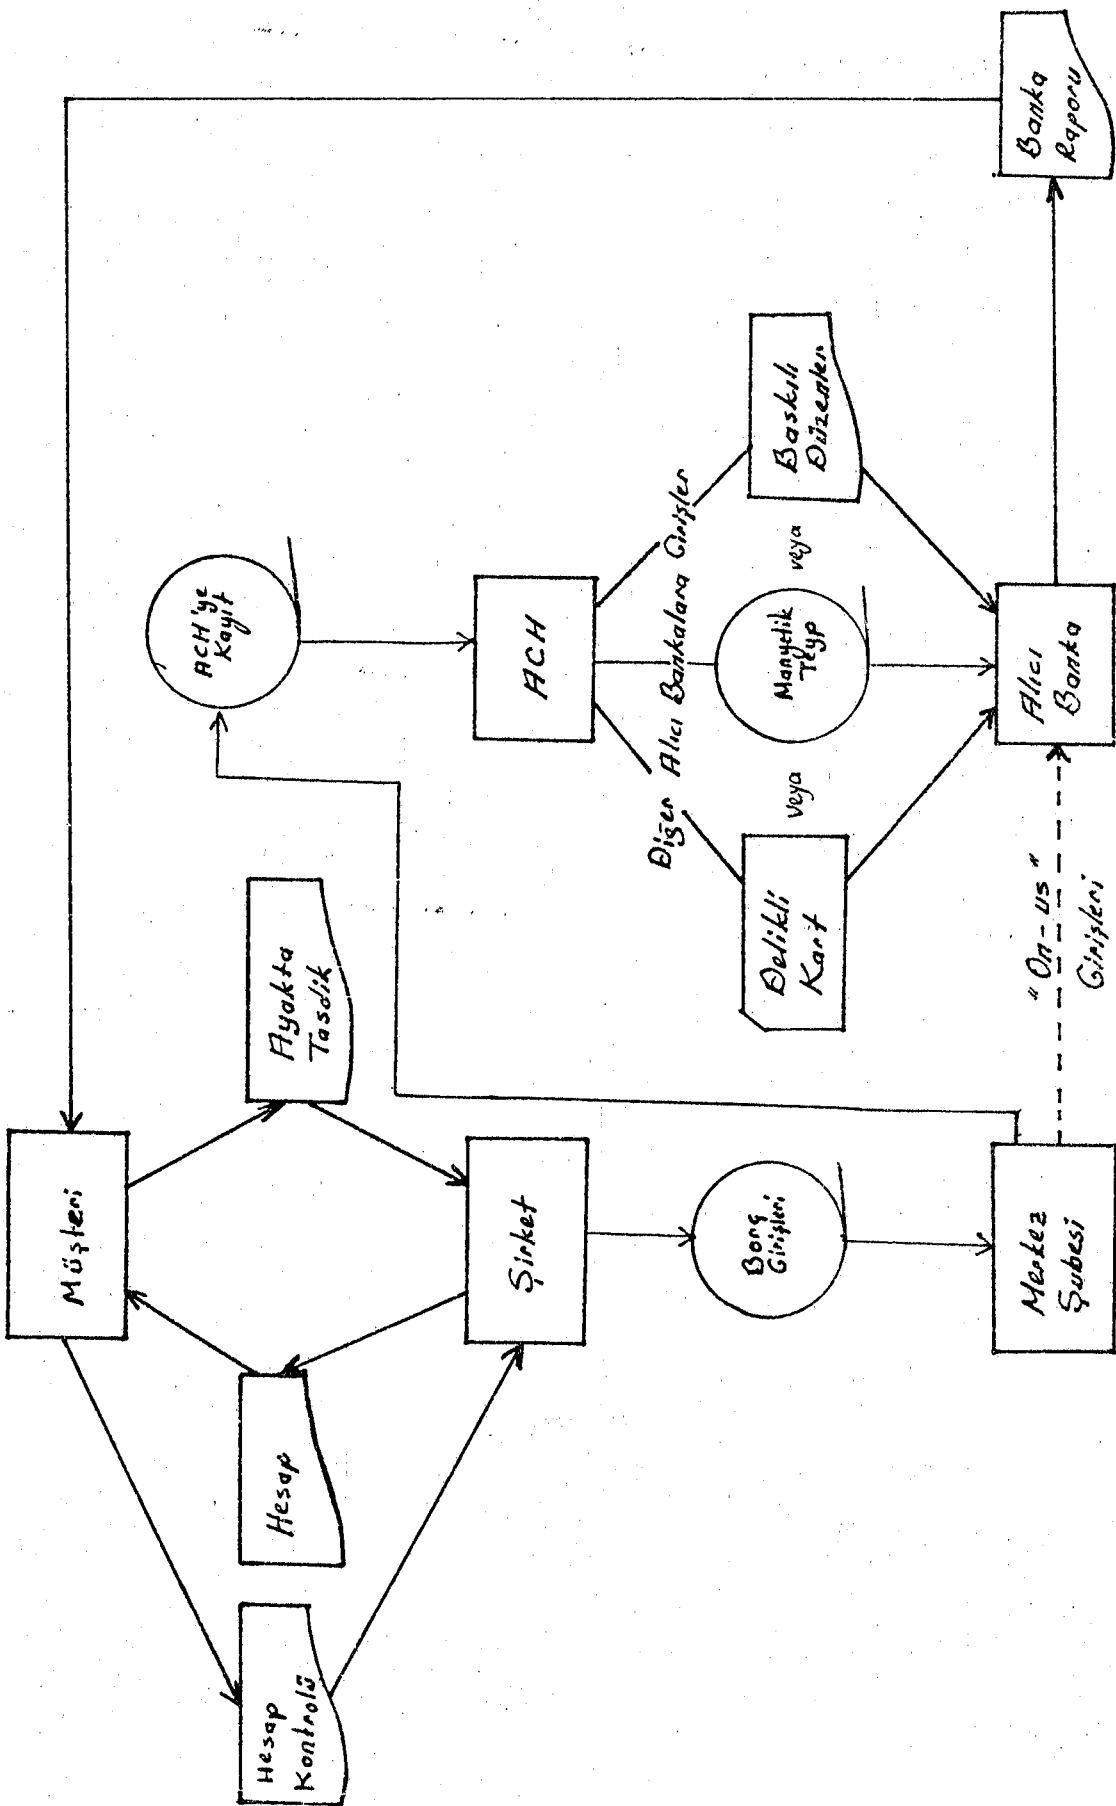 Müşteri
Hesap
Kontrolü
Hesap
Ayakta
Tasdik
Şirket
Borç
Girişleri
Merkez
Şubesi
"On-us"
Girişleri
ACH'ye
Kayıt
ACH
Diğer Alıcı Bankalara Girişler
Delikli
Kart
veya
Manyetik
Teyp
veya
Baskılı
Düzenler
Alıcı
Banka
Banka
Raporu